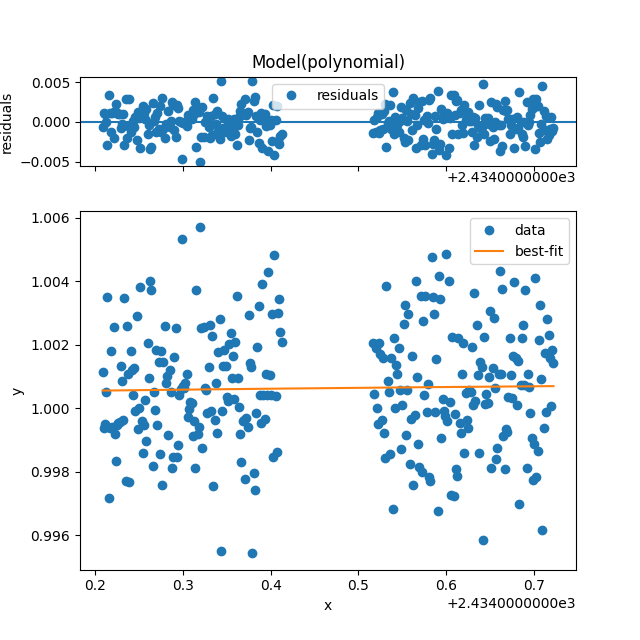 Model(polynomial)
0.005
0.000
−0.005
residuals
residuals
+2.4340000000e3
1.006
1.004
1.002
1.000
0.998
0.996
y
data
best-fit
0.2
0.3
0.4
0.5
0.6
0.7
x
+2.4340000000e3